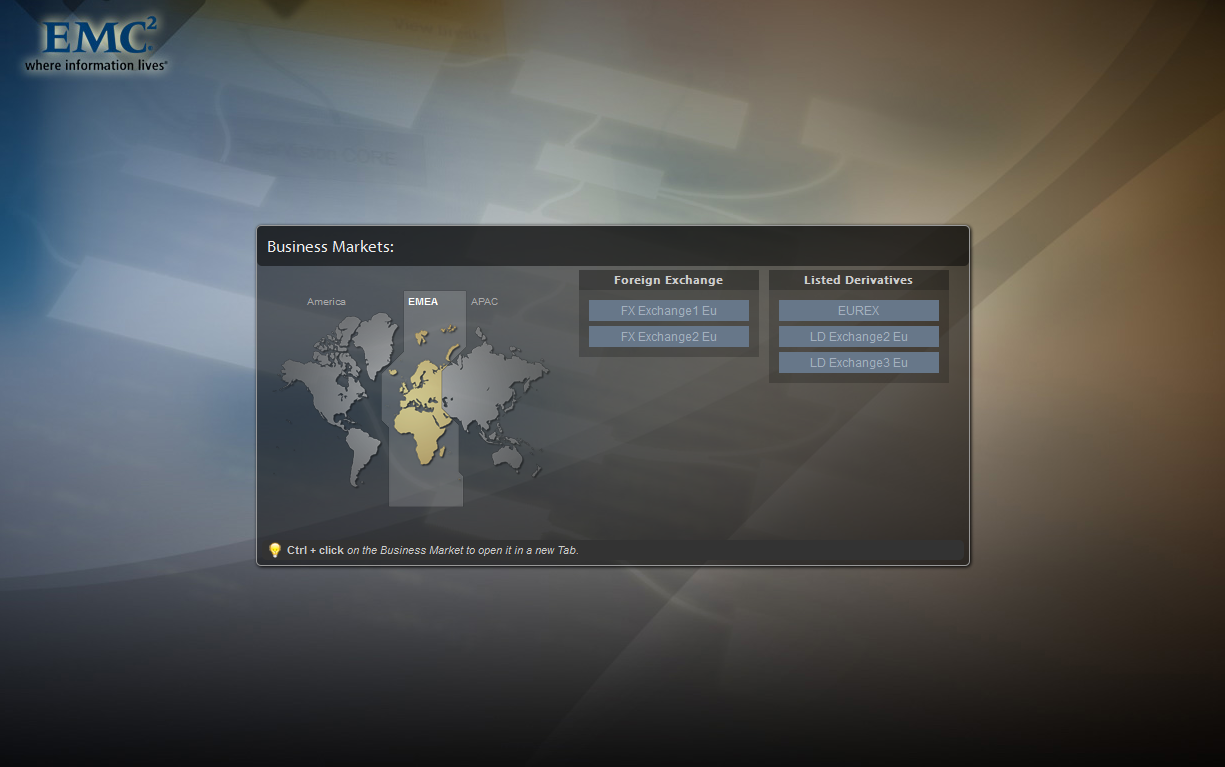 EMC²
where information lives®
Business Markets:
America
EMEA
APAC
Foreign Exchange
FX Exchange1 Eu
FX Exchange2 Eu
Listed Derivatives
EUREX
LD Exchange2 Eu
LD Exchange3 Eu
Ctrl + click on the Business Market to open it in a new Tab.